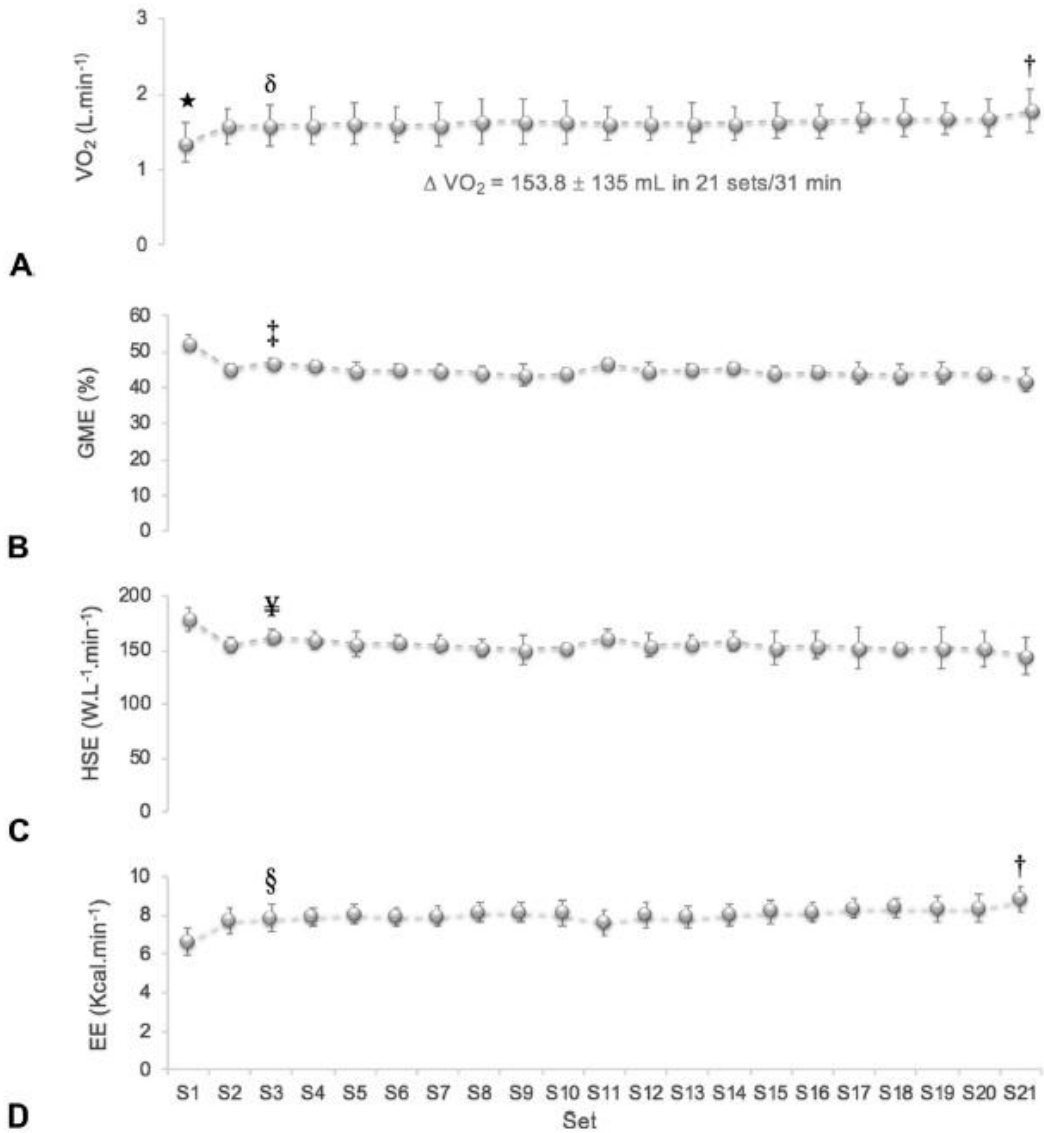 3
2
1
0
VO₂ (L.min⁻¹)
★
δ
†
Δ VO₂ = 153.8 ± 135 mL in 21 sets/31 min
A
60
50
40
30
20
10
0
GME (%)
‡
B
200
150
100
50
0
HSE (W.L⁻¹.min⁻¹)
¥
C
10
8
6
4
2
0
EE (Kcal.min⁻¹)
§
†
S1 S2 S3 S4 S5 S6 S7 S8 S9 S10 S11 S12 S13 S14 S15 S16 S17 S18 S19 S20 S21
Set
D